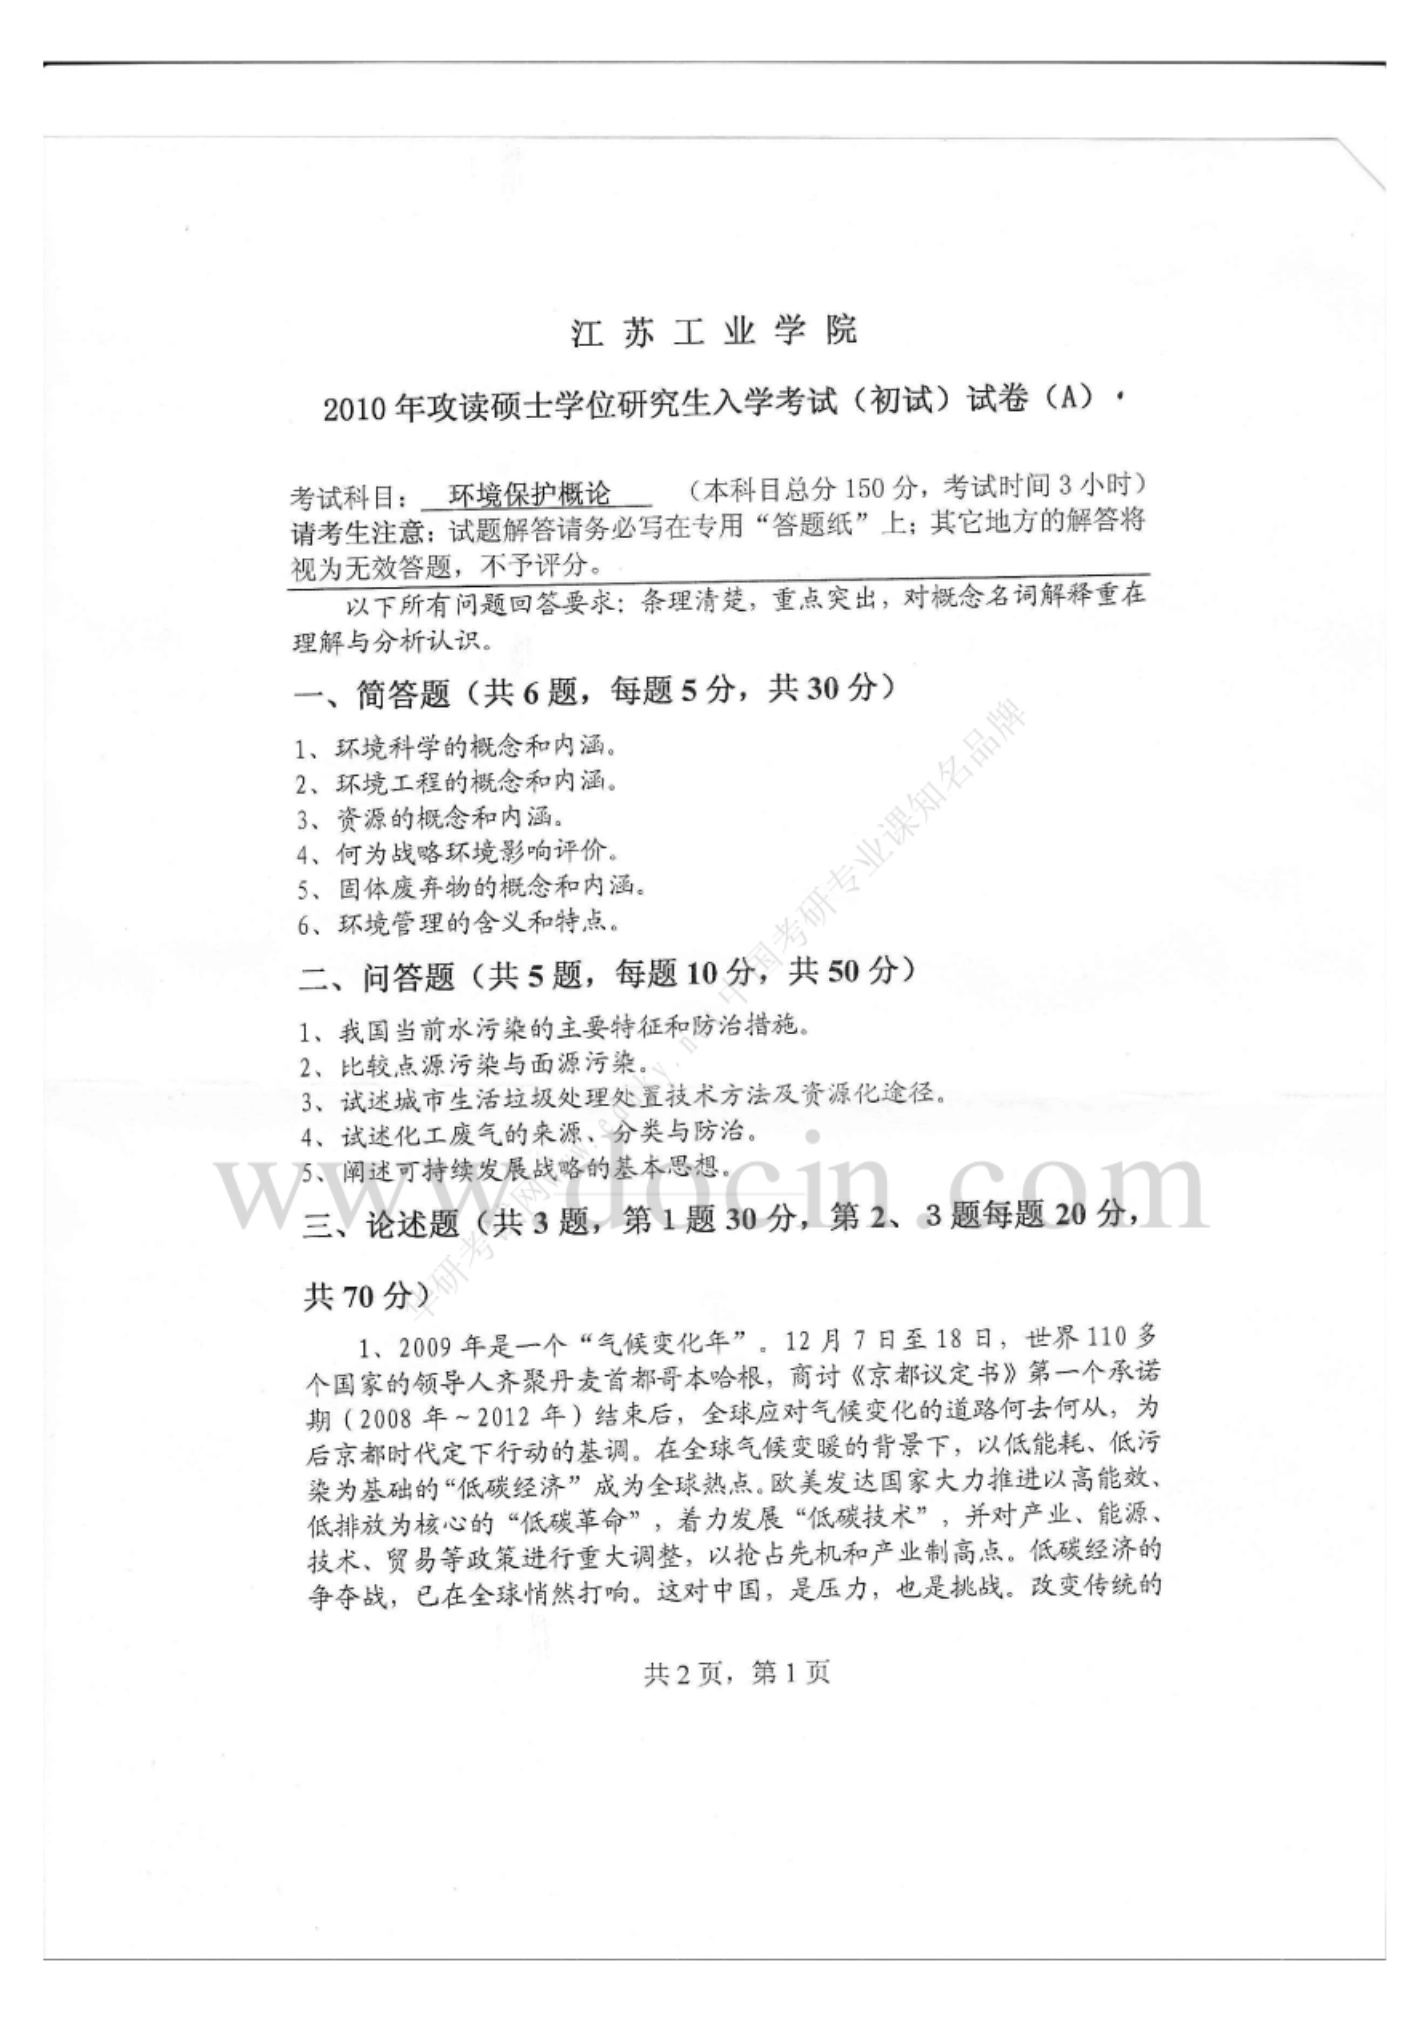 江苏工业学院
2010年攻读硕士学位研究生入学考试（初试）试卷（A）
考试科目： 环境保护概论 （本科目总分150分，考试时间3小时）
请考生注意：试题解答请务必写在专用“答题纸”上；其它地方的解答将
视为无效答题，不予评分。
以下所有问题回答要求：条理清楚，重点突出，对概念名词解释重在
理解与分析认识。
一、简答题（共6题，每题5分，共30分）
1、环境科学的概念和内涵。
2、环境工程的概念和内涵。
3、资源的概念和内涵。
4、何为战略环境影响评价。
5、固体废弃物的概念和内涵。
6、环境管理的含义和特点。
二、问答题（共5题，每题10分，共50分）
1、我国当前水污染的主要特征和防治措施。
2、比较点源污染与面源污染。
3、试述城市生活垃圾处理处置技术方法及资源化途径。
4、试述化工废气的来源、分类与防治。
5、阐述可持续发展战略的基本思想。
www.docin.com
三、论述题（共3题，第1题30分，第2、3题每题20分，
共70分）
1、2009年是一个“气候变化年”。12月7日至18日，世界110多
个国家的领导人齐聚丹麦首都哥本哈根，商讨《京都议定书》第一个承诺
期（2008年~2012年）结束后，全球应对气候变化的道路何去何从，为
后京都时代定下行动的基调。在全球气候变暖的背景下，以低能耗、低污
染为基础的“低碳经济”成为全球热点。欧美发达国家大力推进以高能效、
低排放为核心的“低碳革命”，着力发展“低碳技术”，并对产业、能源、
技术、贸易等政策进行重大调整，以抢占先机和产业制高点。低碳经济的
争夺战，已在全球悄然打响。这对中国，是压力，也是挑战。改变传统的
共2页，第1页